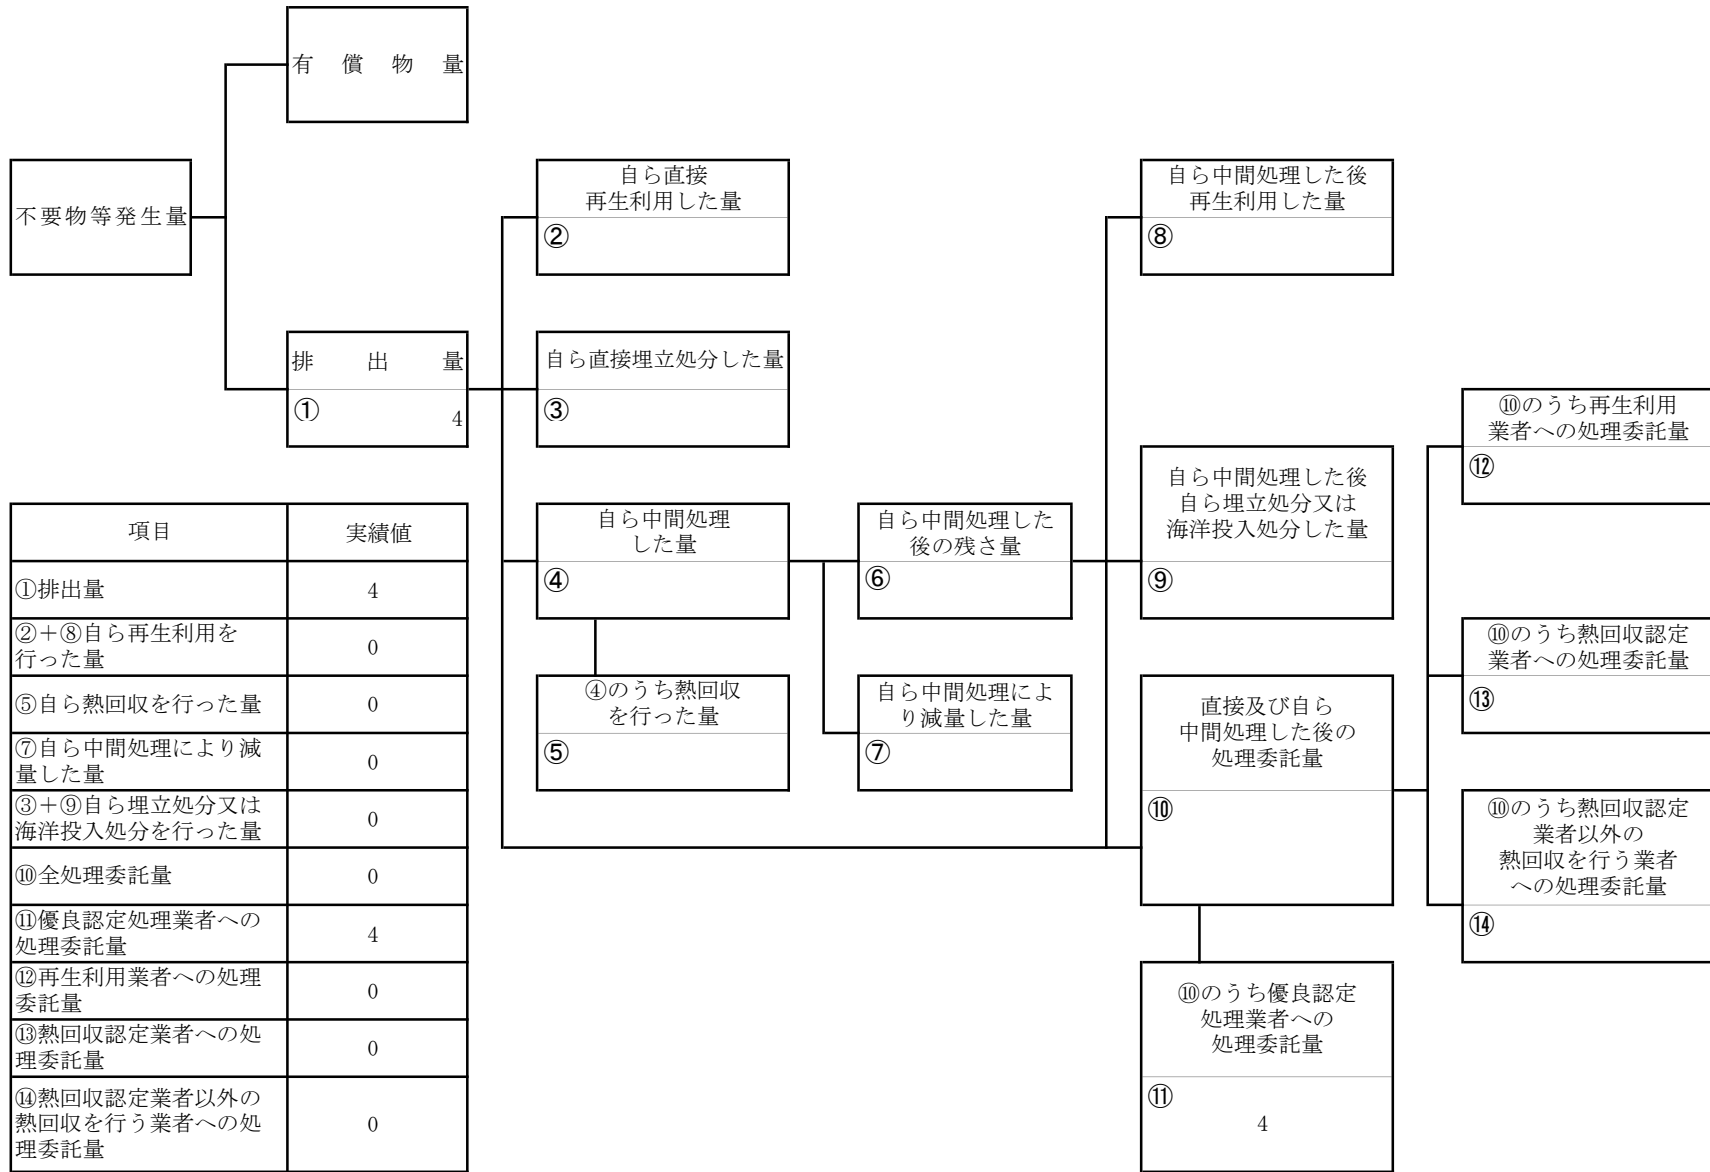 有償物量
不要物等発生量
排出量
①
4
自ら直接
再生利用した量
②
自ら直接埋立処分した量
③
自ら中間処理
した量
④
④のうち熱回収
を行った量
⑤
自ら中間処理した
後の残さ量
⑥
自ら中間処理によ
り減量した量
⑦
自ら中間処理した後
再生利用した量
⑧
自ら中間処理した後
自ら埋立処分又は
海洋投入処分した量
⑨
直接及び自ら
中間処理した後の
処理委託量
⑩
⑩のうち優良認定
処理業者への
処理委託量
⑪
4
⑩のうち再生利用
業者への処理委託量
⑫
⑩のうち熱回収認定
業者への処理委託量
⑬
⑩のうち熱回収認定
業者以外の
熱回収を行う業者
への処理委託量
⑭
項目 実績値
①排出量 4
②＋⑧自ら再生利用を
行った量 0
⑤自ら熱回収を行った量 0
⑦自ら中間処理により減
量した量 0
③＋⑨自ら埋立処分又は
海洋投入処分を行った量 0
⑩全処理委託量 0
⑪優良認定処理業者への
処理委託量 4
⑫再生利用業者への処理
委託量 0
⑬熱回収認定業者への処
理委託量 0
⑭熱回収認定業者以外の
熱回収を行う業者への処
理委託量 0